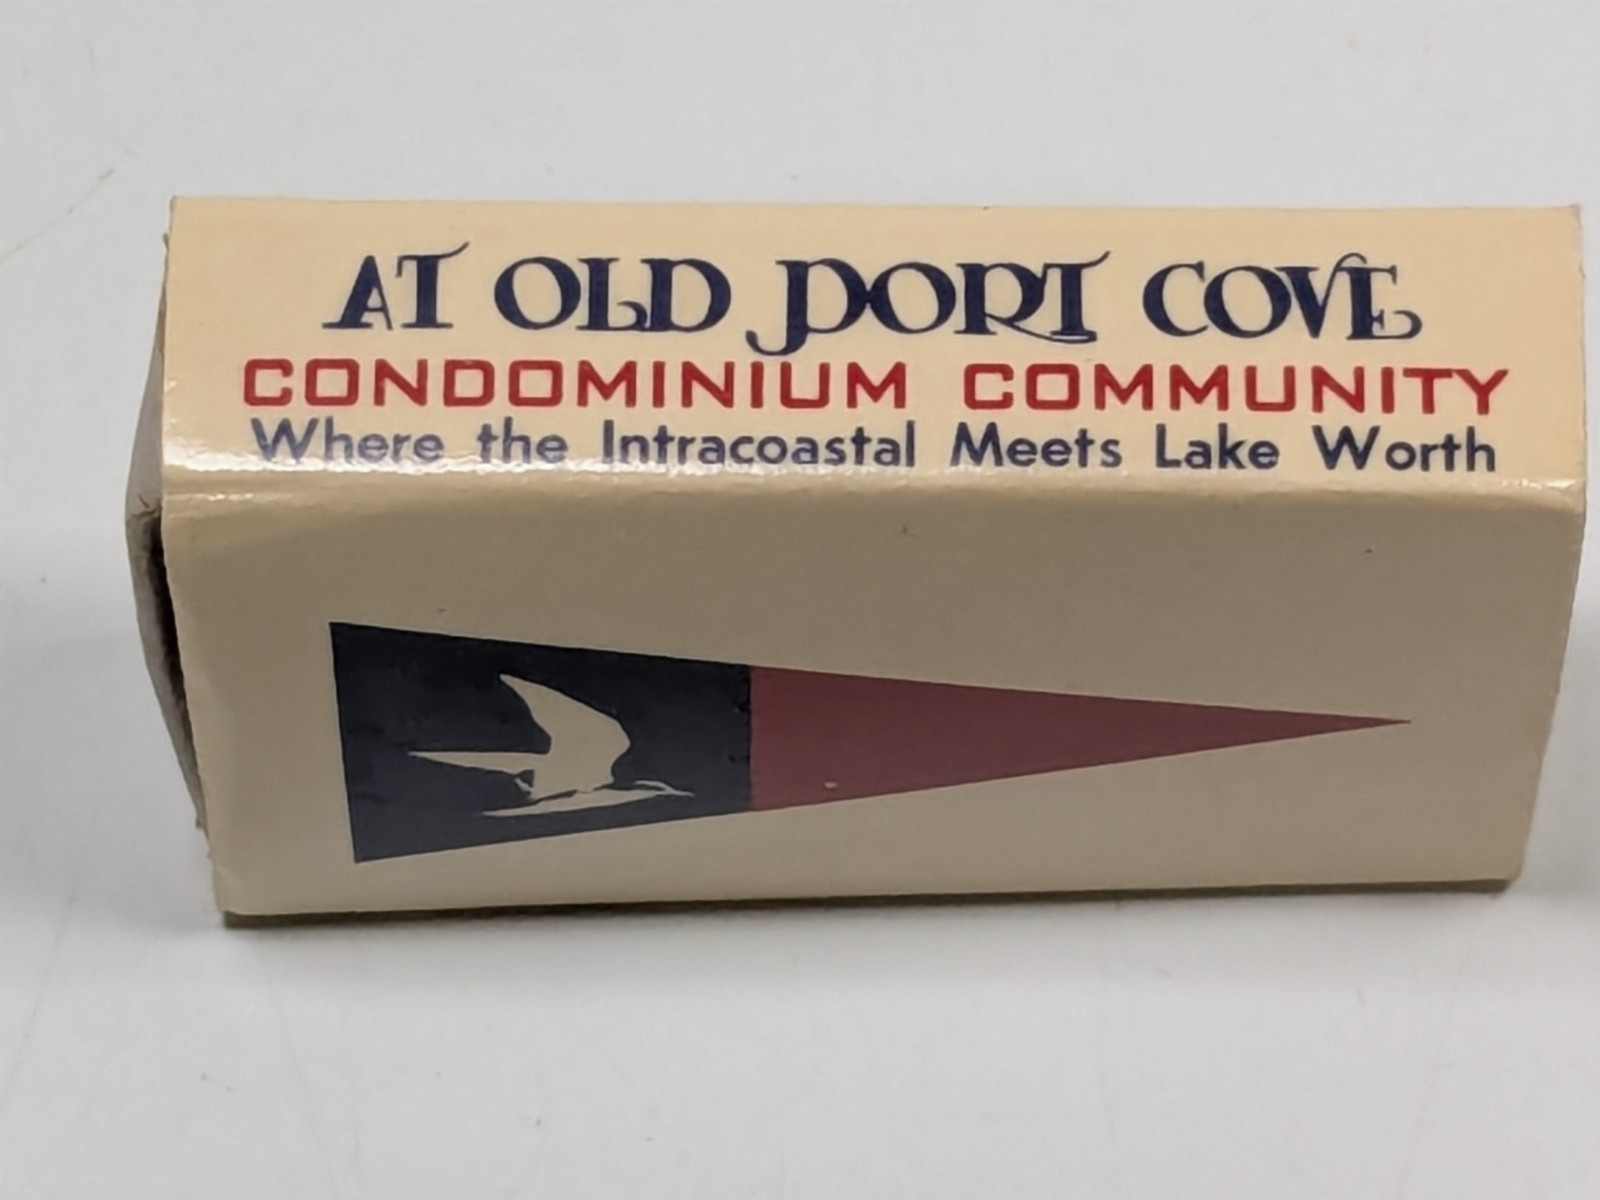 AT OLD PORT COVE
CONDOMINIUM COMMUNITY
Where the Intracoastal Meets Lake Worth